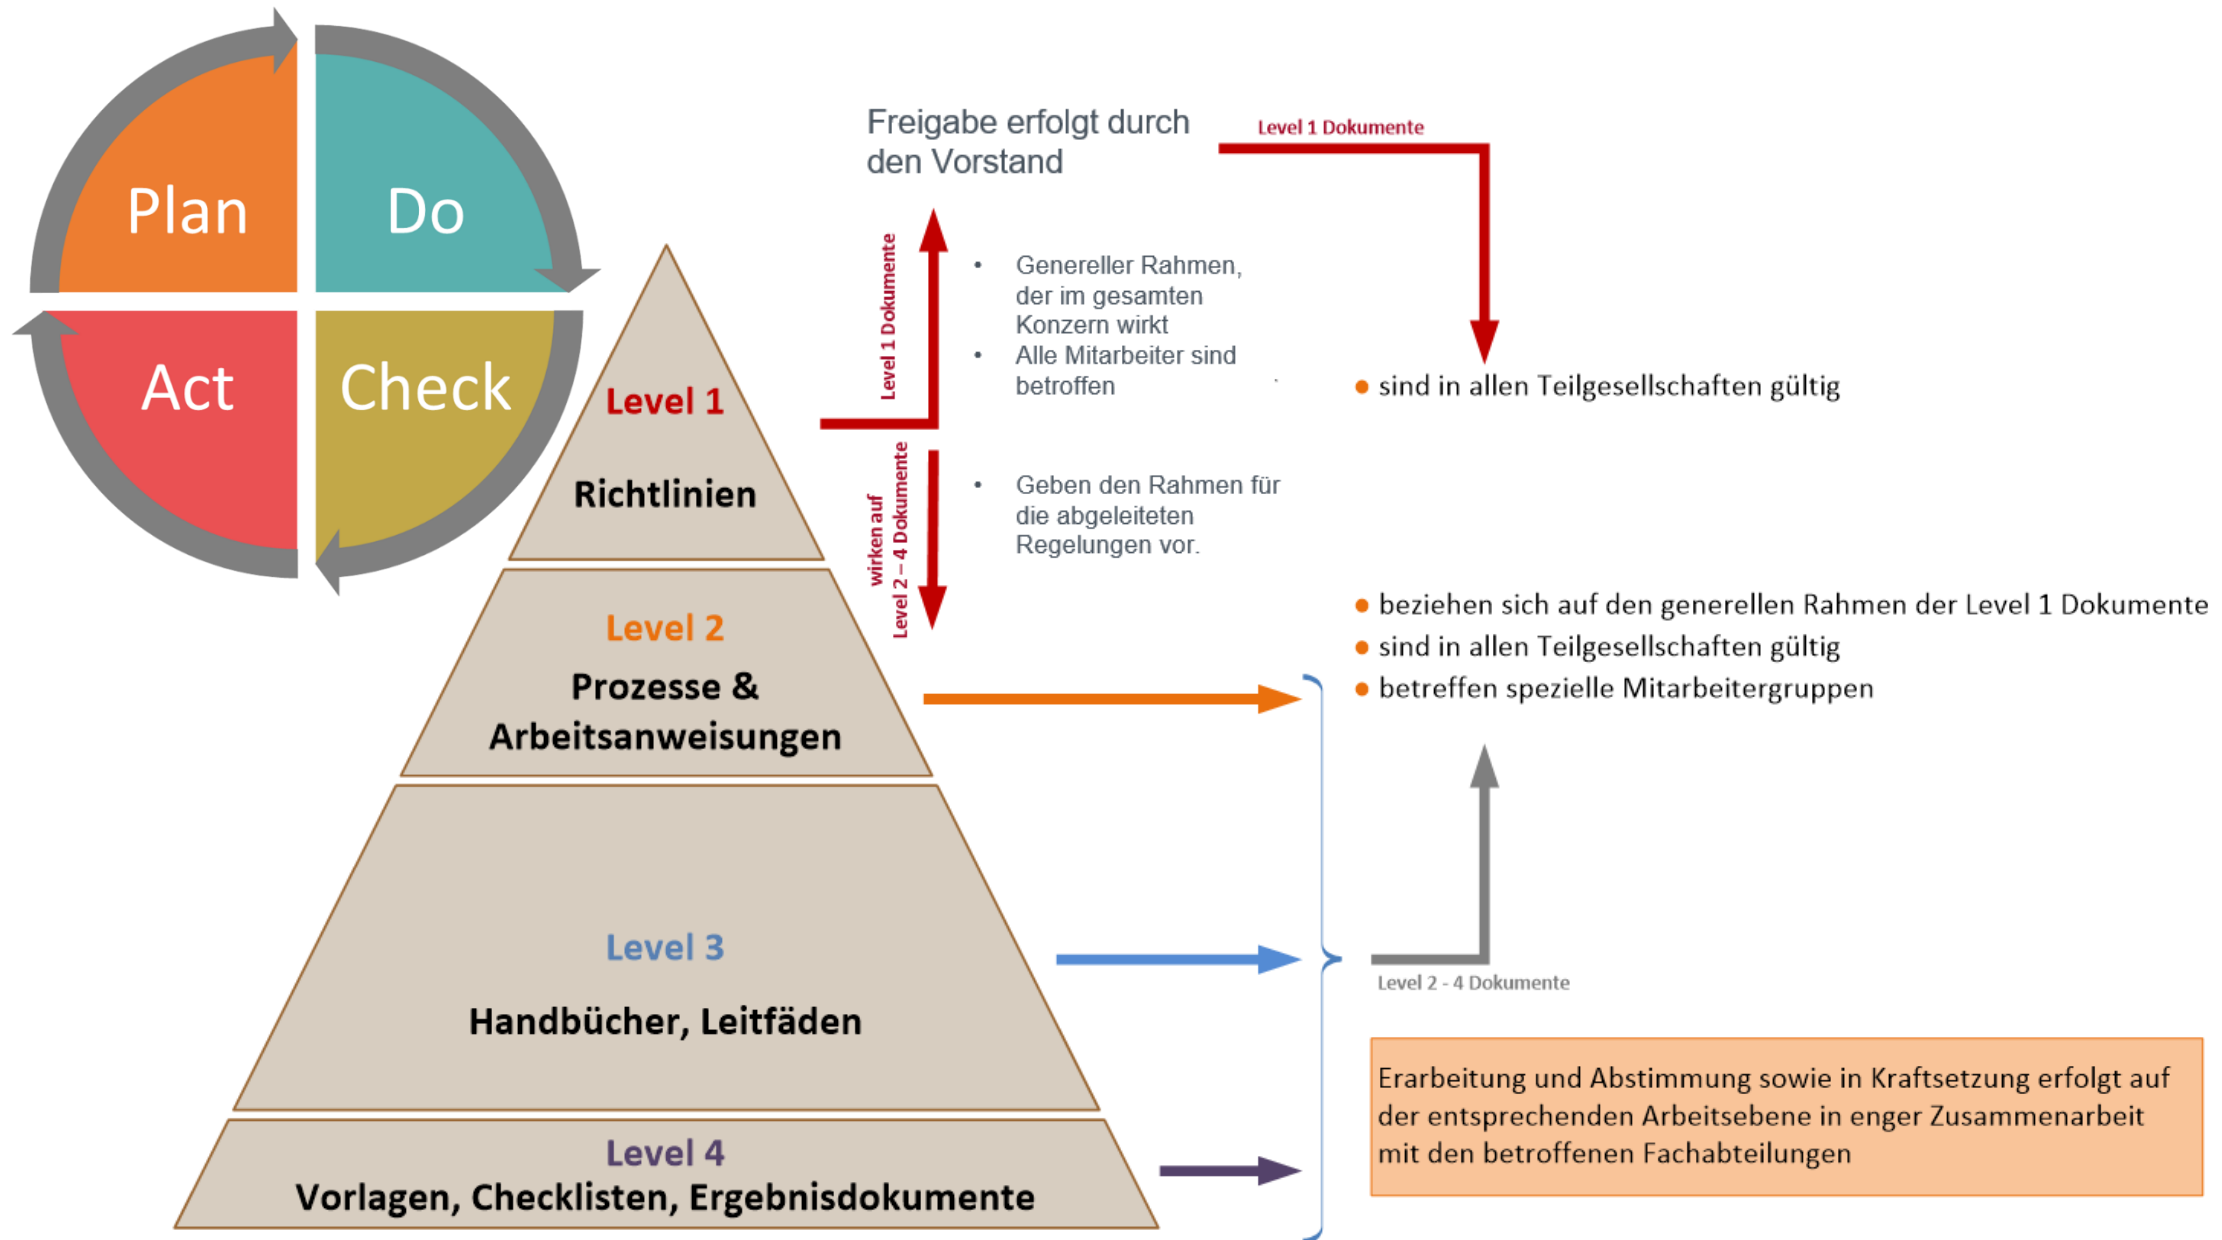 Plan
Do
Act
Check
Freigabe erfolgt durch
den Vorstand
Level 1 Dokumente
Level 1 Dokumente
• Genereller Rahmen,
der im gesamten
Konzern wirkt
• Alle Mitarbeiter sind
betroffen
• sind in allen Teilgesellschaften gültig
wirken auf
Level 2 – 4 Dokumente
• Geben den Rahmen für
die abgeleiteten
Regelungen vor.
Level 1
Richtlinien
Level 2
Prozesse &
Arbeitsanweisungen
• beziehen sich auf den generellen Rahmen der Level 1 Dokumente
• sind in allen Teilgesellschaften gültig
• betreffen spezielle Mitarbeitergruppen
Level 3
Handbücher, Leitfäden
Level 2 - 4 Dokumente
Erarbeitung und Abstimmung sowie in Kraftsetzung erfolgt auf
der entsprechenden Arbeitsebene in enger Zusammenarbeit
mit den betroffenen Fachabteilungen
Level 4
Vorlagen, Checklisten, Ergebnisdokumente